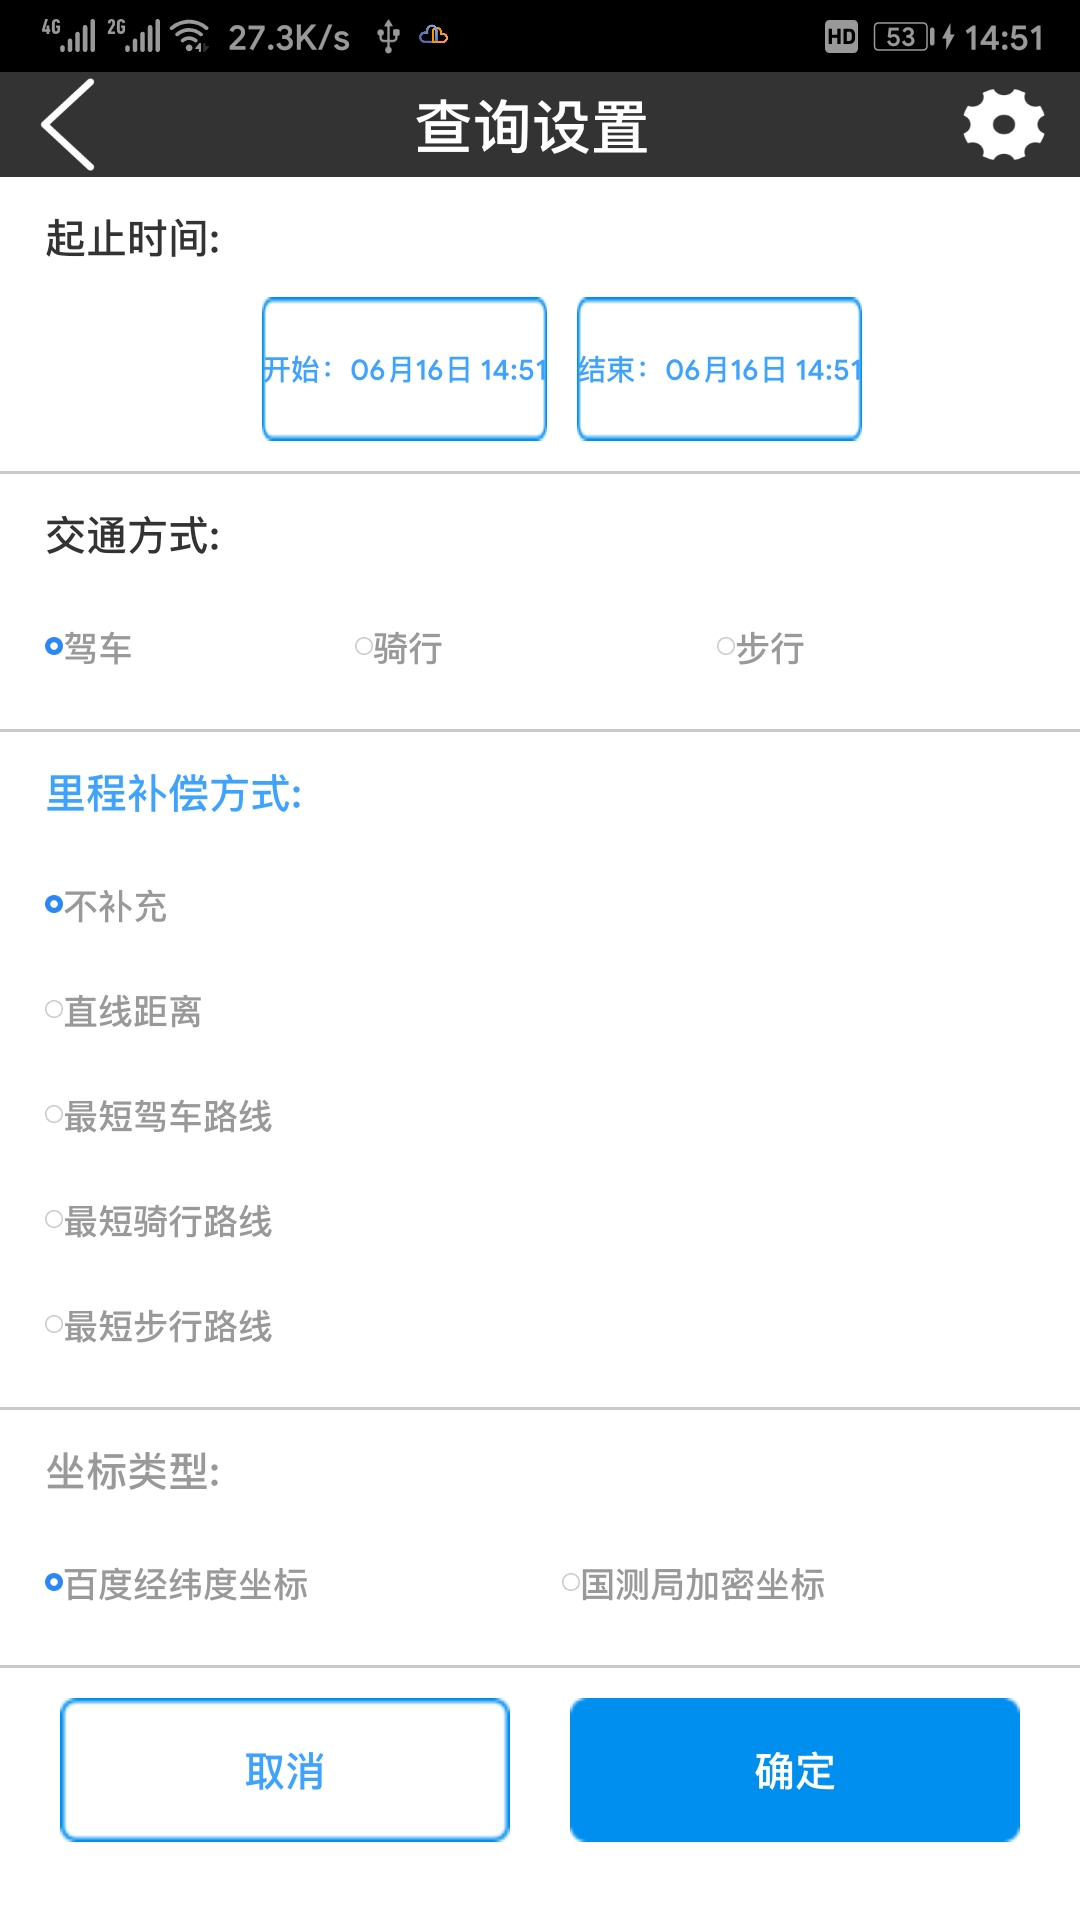 4G 2G 27.3K/s HD 53 14:51
查询设置
起止时间:
开始：06月16日 14:51 结束：06月16日 14:51
交通方式:
驾车 骑行 步行
里程补偿方式:
不补充
直线距离
最短驾车路线
最短骑行路线
最短步行路线
坐标类型:
百度经纬度坐标 国测局加密坐标
取消 确定